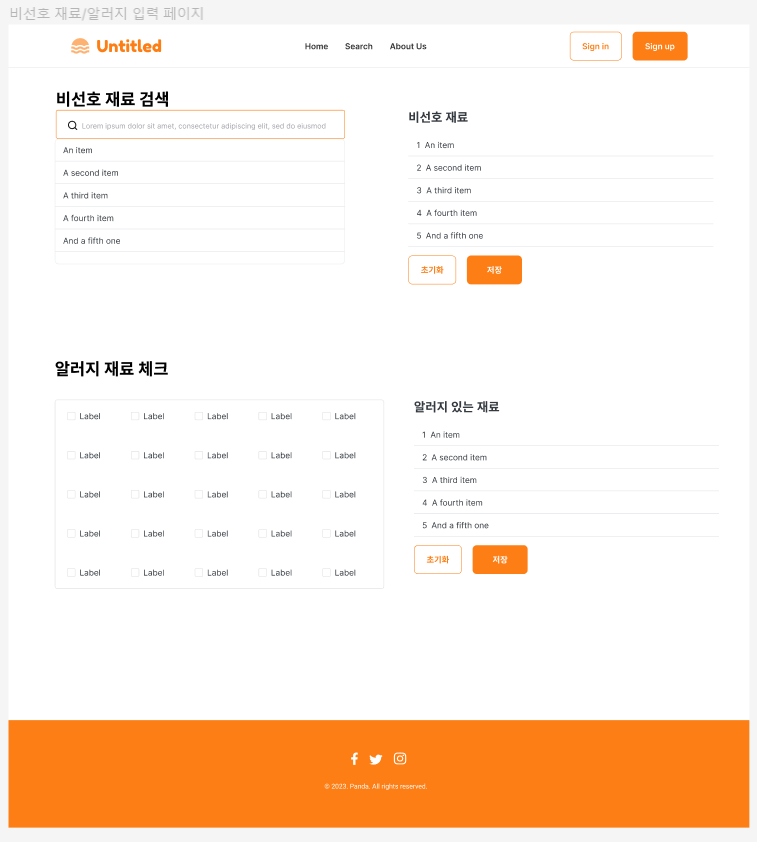 비선호 재료/알러지 입력 페이지
Untitled
Home Search About Us
Sign in Sign up
비선호 재료 검색
Lorem ipsum dolor sit amet, consectetur adipiscing elit, sed do eiusmod
An item
A second item
A third item
A fourth item
And a fifth one
비선호 재료
1 An item
2 A second item
3 A third item
4 A fourth item
5 And a fifth one
초기화 저장
알러지 재료 체크
Label Label Label Label Label
Label Label Label Label Label
Label Label Label Label Label
Label Label Label Label Label
Label Label Label Label Label
알러지 있는 재료
1 An item
2 A second item
3 A third item
4 A fourth item
5 And a fifth one
초기화 저장
© 2023. Panda. All rights reserved.